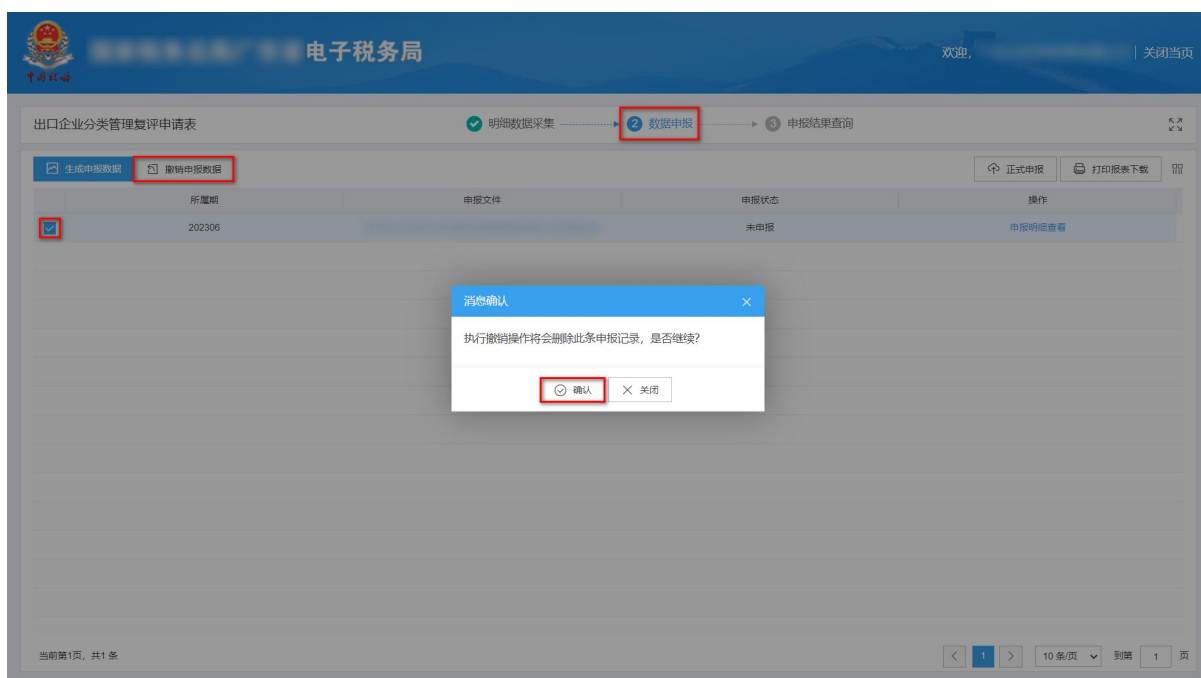 电子税务局
中国税务
欢迎,
关闭当页
出口企业分类管理复评申请表
明细数据采集
2 数据申报
3 申报结果查询
生成申报数据
撤销申报数据
正式申报
打印报表下载
所属期 申报文件 申报状态 操作
202306 未申报 申报明细查看
消息确认
执行撤销操作将会删除此条申报记录，是否继续？
确认
关闭
当前第1页，共1条
1
10条/页
到第 1 页